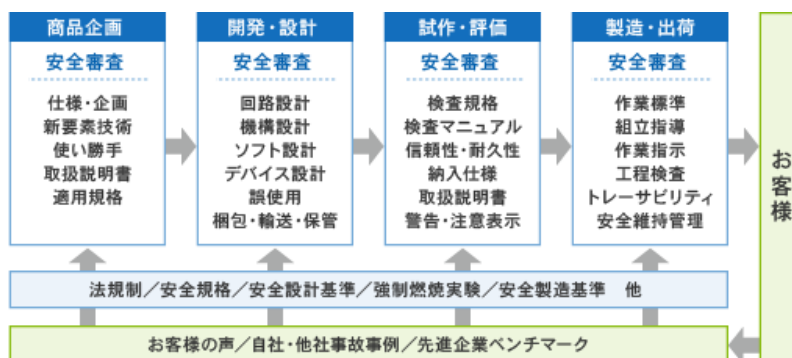 商品企画
安全審査
仕様・企画
新要素技術
使い勝手
取扱説明書
適用規格
開発・設計
安全審査
回路設計
機構設計
ソフト設計
デバイス設計
誤使用
梱包・輸送・保管
試作・評価
安全審査
検査規格
検査マニュアル
信頼性・耐久性
納入仕様
取扱説明書
警告・注意表示
製造・出荷
安全審査
作業標準
組立指導
作業指示
工程検査
トレーサビリティ
安全維持管理
お客様
法規制／安全規格／安全設計基準／強制燃焼実験／安全製造基準　他
お客様の声／自社・他社事故事例／先進企業ベンチマーク